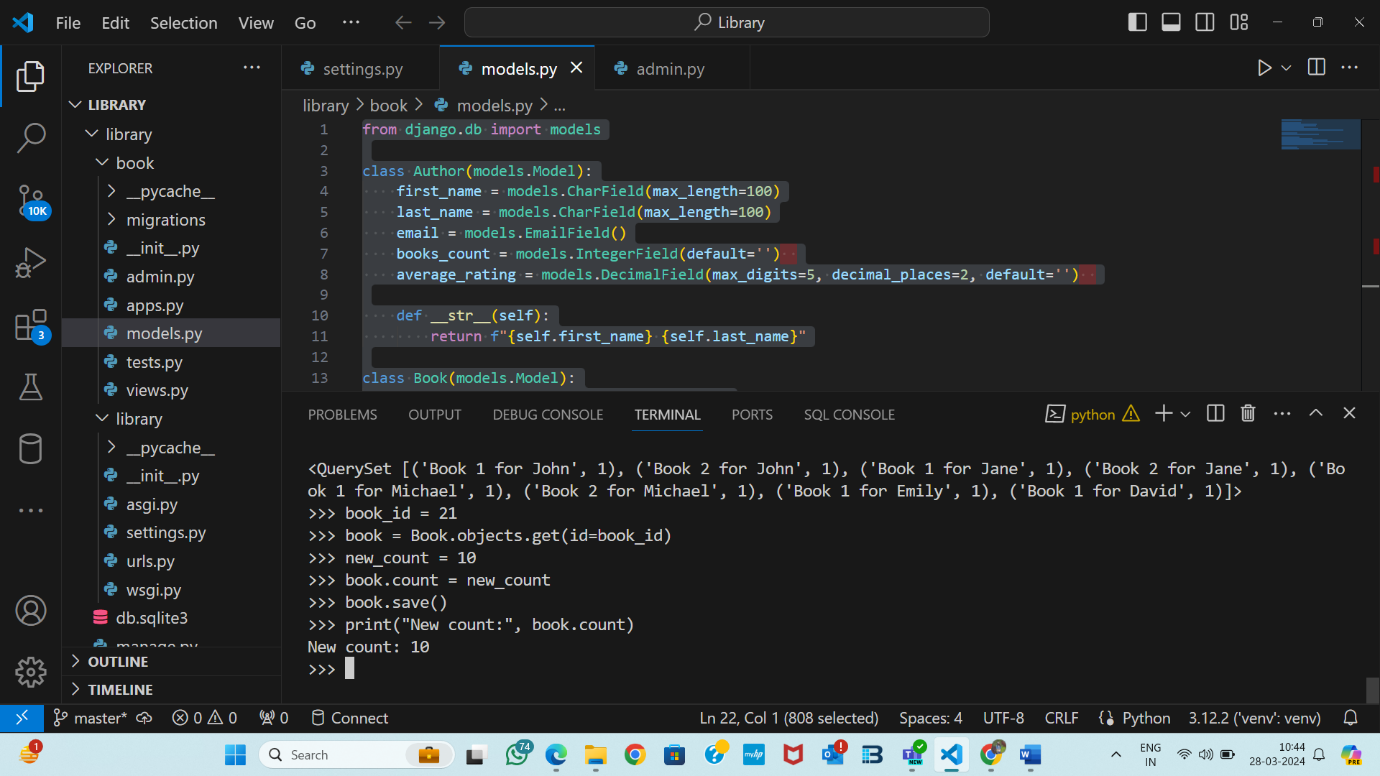 File Edit Selection View Go ··· Library
EXPLORER ···
LIBRARY
library
book
__pycache__
migrations
__init__.py
admin.py
apps.py
models.py
tests.py
views.py
library
__pycache__
__init__.py
asgi.py
settings.py
urls.py
wsgi.py
db.sqlite3
manage.py
OUTLINE
TIMELINE
10K
3
settings.py models.py admin.py
library > book > models.py > ...
1 from django.db import models
2
3 class Author(models.Model):
4 first_name = models.CharField(max_length=100)
5 last_name = models.CharField(max_length=100)
6 email = models.EmailField()
7 books_count = models.IntegerField(default='')
8 average_rating = models.DecimalField(max_digits=5, decimal_places=2, default='')
9
10 def __str__(self):
11 return f"{self.first_name} {self.last_name}"
12
13 class Book(models.Model):
PROBLEMS OUTPUT DEBUG CONSOLE TERMINAL PORTS SQL CONSOLE python
<QuerySet [('Book 1 for John', 1), ('Book 2 for John', 1), ('Book 1 for Jane', 1), ('Book 2 for Jane', 1), ('Bo
ok 1 for Michael', 1), ('Book 2 for Michael', 1), ('Book 1 for Emily', 1), ('Book 1 for David', 1)]>
>>> book_id = 21
>>> book = Book.objects.get(id=book_id)
>>> new_count = 10
>>> book.count = new_count
>>> book.save()
>>> print("New count:", book.count)
New count: 10
>>>
master* 0 0 0 Connect Ln 22, Col 1 (808 selected) Spaces: 4 UTF-8 CRLF Python 3.12.2 ('venv': venv)
1 Search 74 myhp NEW ENG 10:44
IN 28-03-2024 PRE